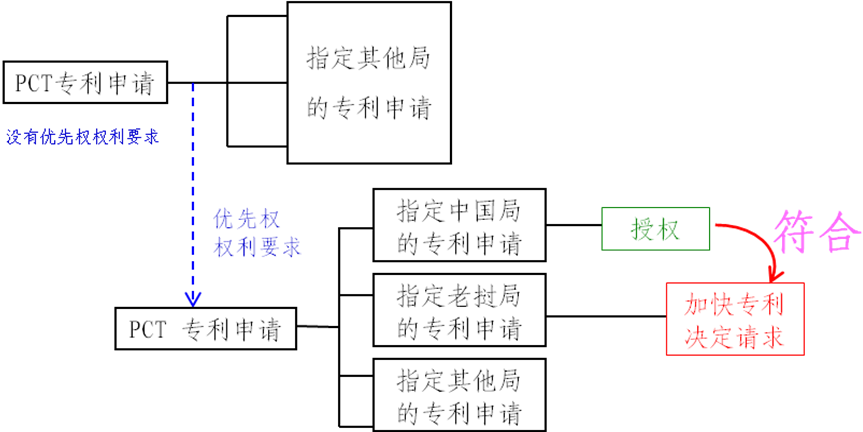 指定其他局
的专利申请
PCT专利申请
没有优先权权利要求
优先权
权利要求
指定中国局
的专利申请
授权
符合
PCT 专利申请
指定老挝局
的专利申请
加快专利
决定请求
指定其他局
的专利申请